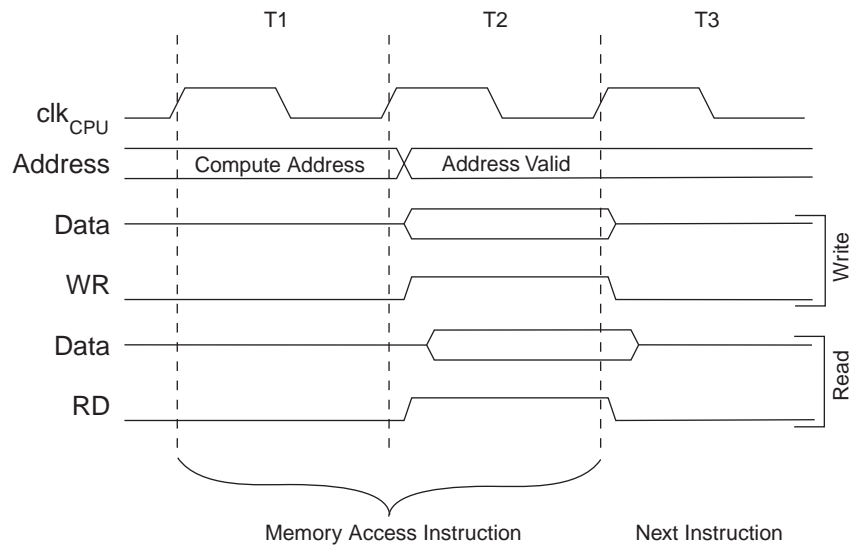 T1 T2 T3
clkCPU
Address Compute Address Address Valid
Data
WR
Write
Data
RD
Read
Memory Access Instruction Next Instruction